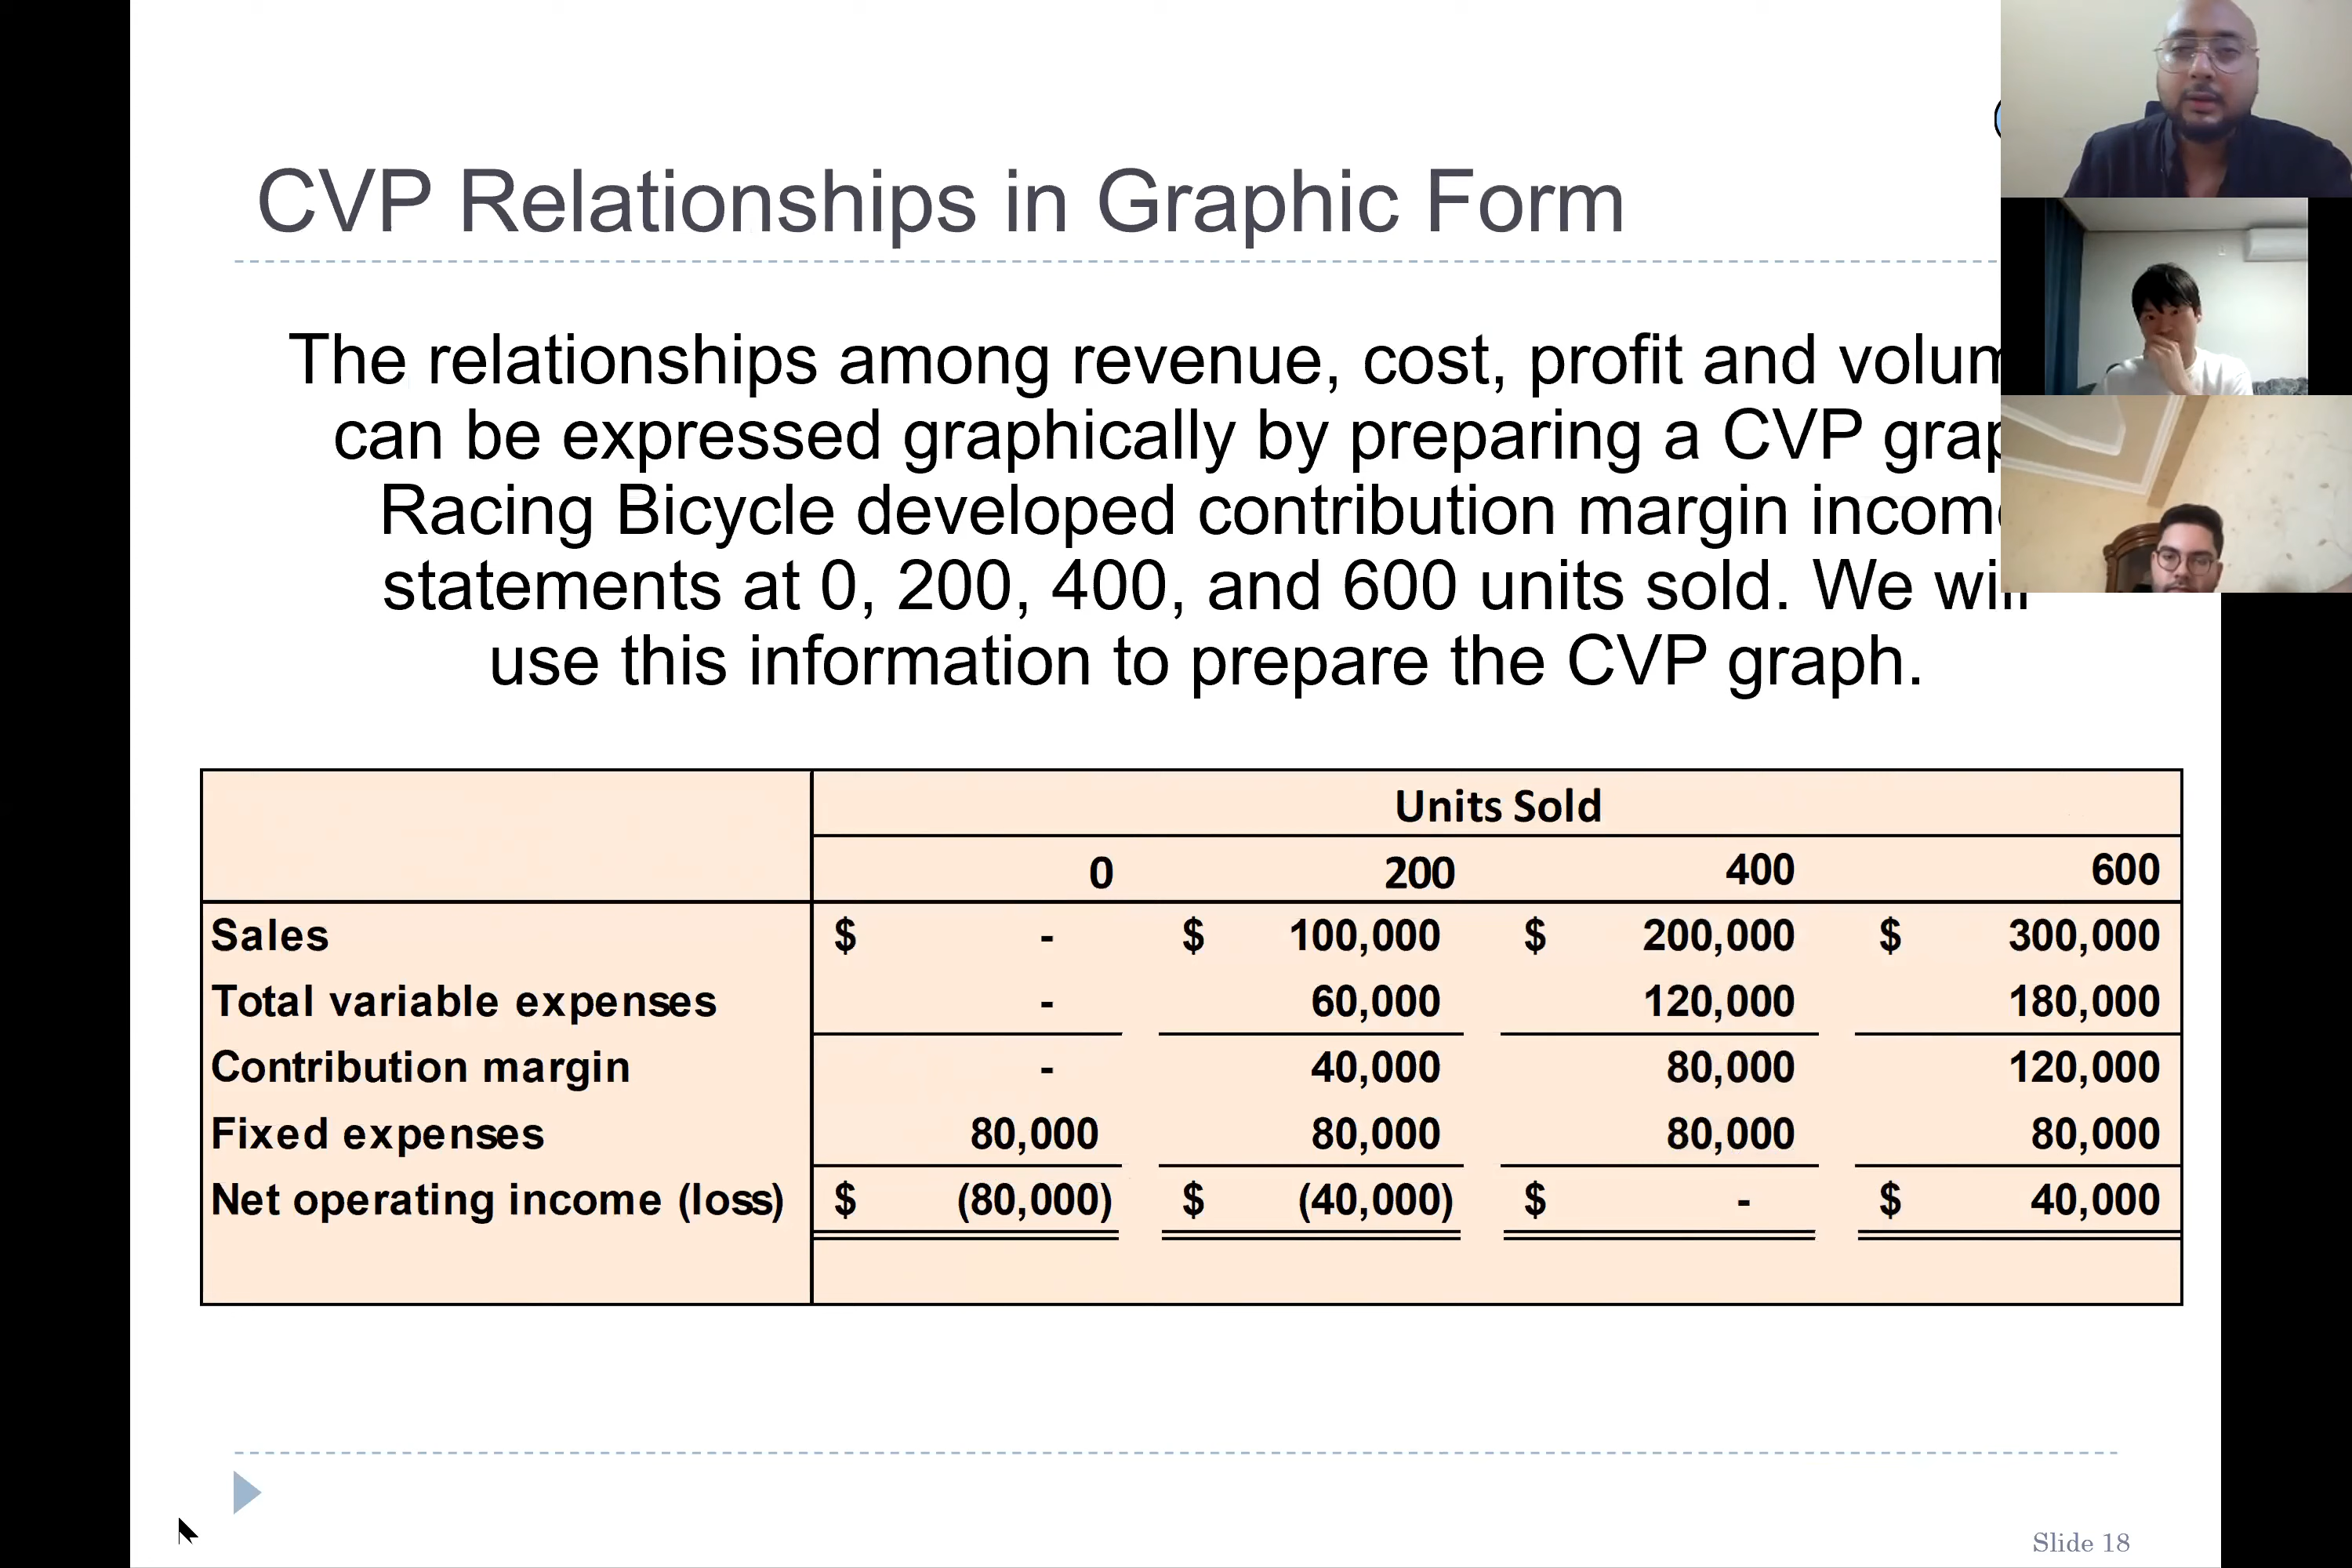 CVP Relationships in Graphic Form
The relationships among revenue, cost, profit and volum
can be expressed graphically by preparing a CVP grap
Racing Bicycle developed contribution margin incom
statements at 0, 200, 400, and 600 units sold. We will
use this information to prepare the CVP graph.
Units Sold
0 200 400 600
Sales $ - $ 100,000 $ 200,000 $ 300,000
Total variable expenses - 60,000 120,000 180,000
Contribution margin - 40,000 80,000 120,000
Fixed expenses 80,000 80,000 80,000 80,000
Net operating income (loss) $ (80,000) $ (40,000) $ - $ 40,000
Slide 18